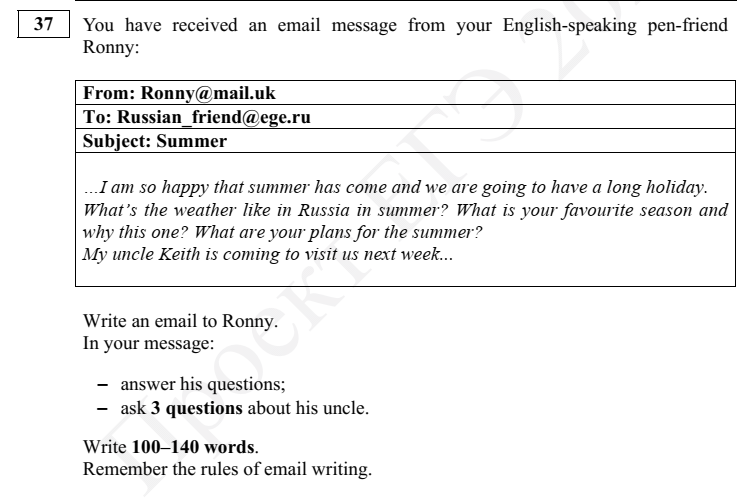 37 You have received an email message from your English-speaking pen-friend
Ronny:
From: Ronny@mail.uk
To: Russian_friend@ege.ru
Subject: Summer
...I am so happy that summer has come and we are going to have a long holiday.
What's the weather like in Russia in summer? What is your favourite season and
why this one? What are your plans for the summer?
My uncle Keith is coming to visit us next week...
Write an email to Ronny.
In your message:
– answer his questions;
– ask 3 questions about his uncle.
Write 100–140 words.
Remember the rules of email writing.
Проект ЕГЭ 20